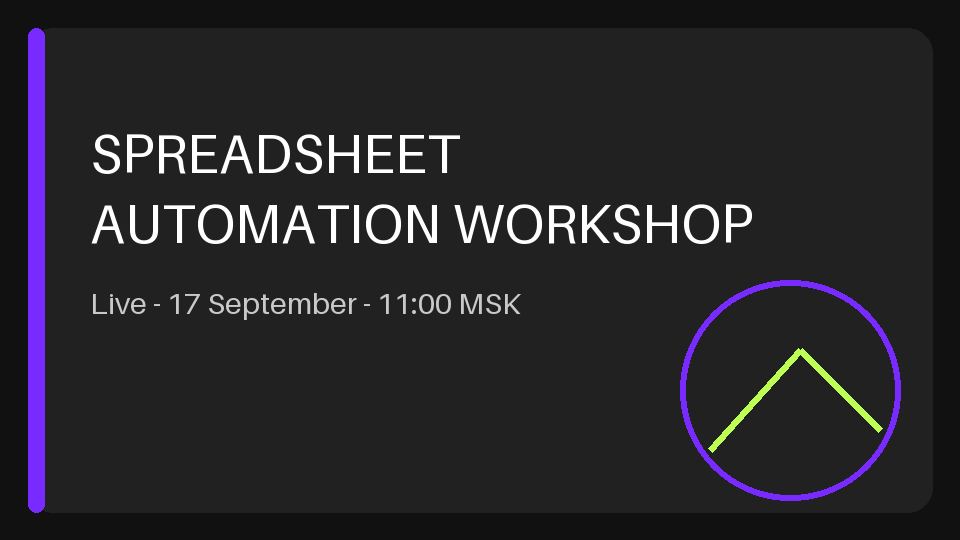 SPREADSHEET
AUTOMATION WORKSHOP
Live - 17 September - 11:00 MSK